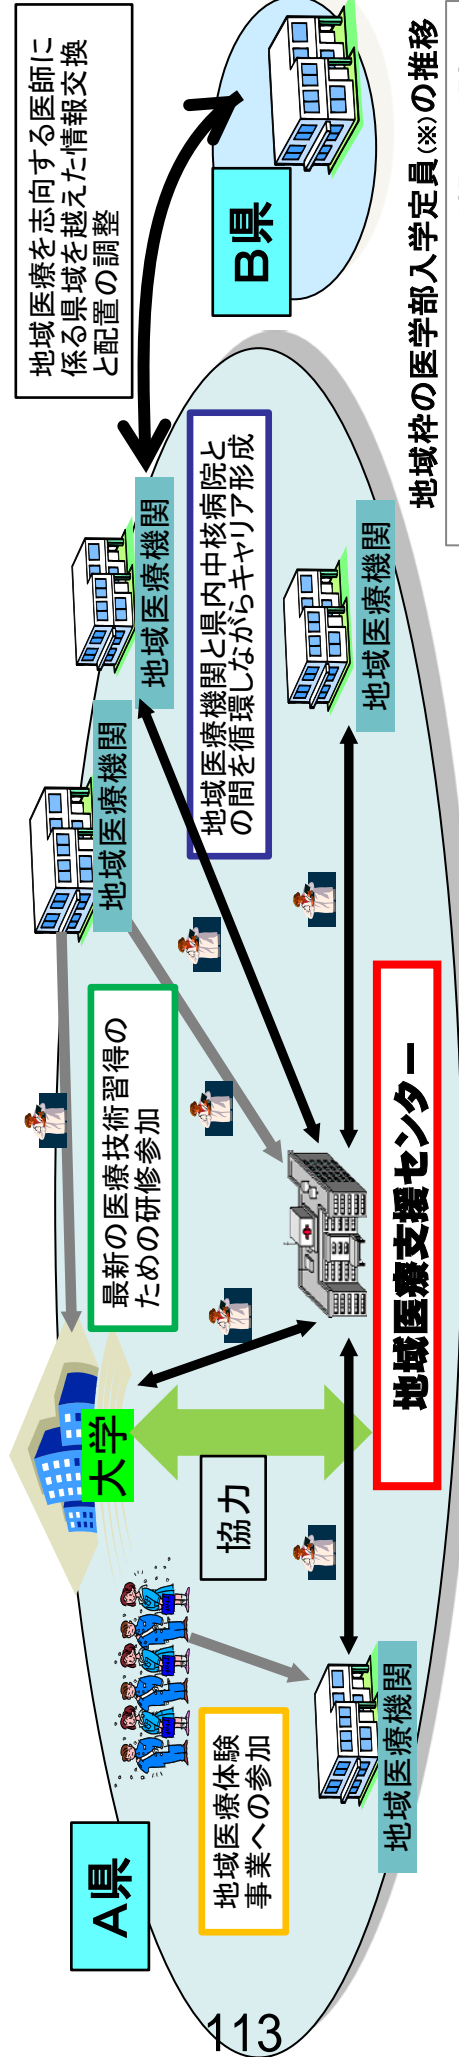 地域医療を志向する医師に
係る県域を越えた情報交換
と配置の調整
B県
A県
地域医療機関
地域医療機関
地域医療機関と県内中核病院と
の間を循環しながらキャリア形成
地域医療機関
最新の医療技術習得の
ための研修参加
大学
協力
地域医療支援センター
地域医療体験
事業への参加
地域医療機関
地域枠の医学部入学定員(※)の推移
113